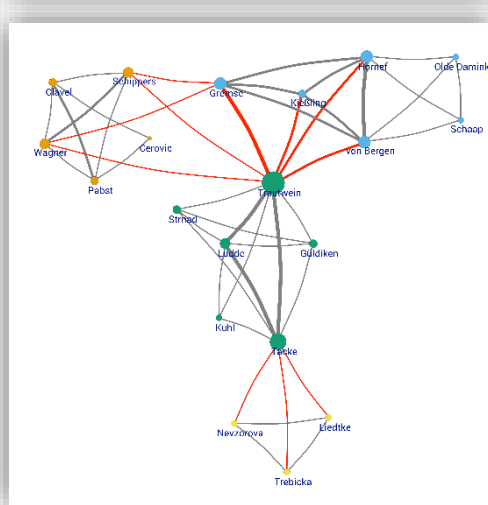 Schippers
Clavel
Gremse
Hornef
Olde Damink
Kießling
Wagner
Cerovic
Von Bergen
Schaap
Pabst
Trautwein
Strnad
Lüdde
Güldiken
Kuhl
Tacke
Nevzorova
Liedtke
Trebicka